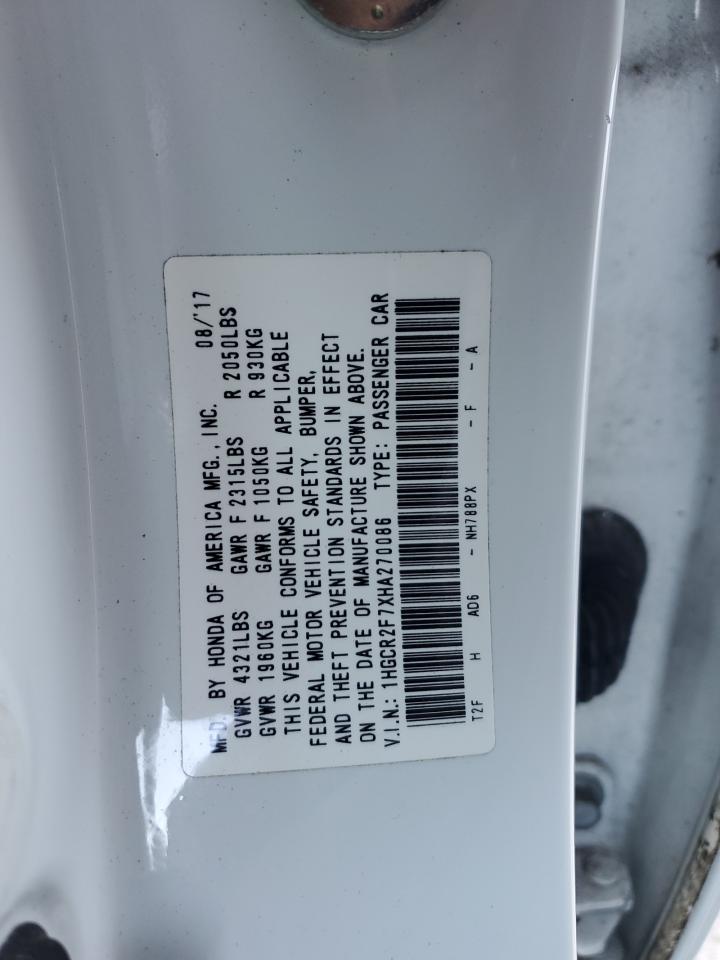 MFD. BY HONDA OF AMERICA MFG., INC. 08/'17
GVWR 4321LBS GAWR F 2315LBS R 2050LBS
GVWR 1960KG GAWR F 1050KG R 930KG
THIS VEHICLE CONFORMS TO ALL APPLICABLE
FEDERAL MOTOR VEHICLE SAFETY, BUMPER,
AND THEFT PREVENTION STANDARDS IN EFFECT
ON THE DATE OF MANUFACTURE SHOWN ABOVE.
V.I.N.: 1HGCR2F7XHA270086 TYPE: PASSENGER CAR
T2F H AD6 - NH788PX - F - A